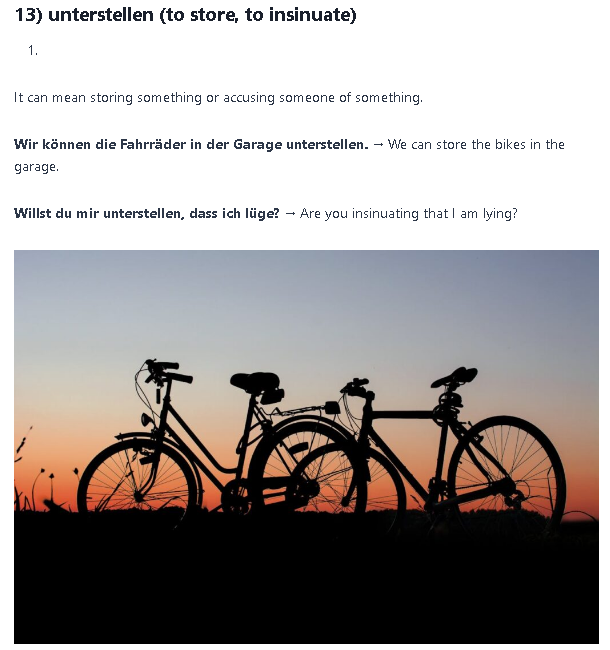 13) unterstellen (to store, to insinuate)
1.
It can mean storing something or accusing someone of something.
Wir können die Fahrräder in der Garage unterstellen. → We can store the bikes in the
garage.
Willst du mir unterstellen, dass ich lüge? → Are you insinuating that I am lying?